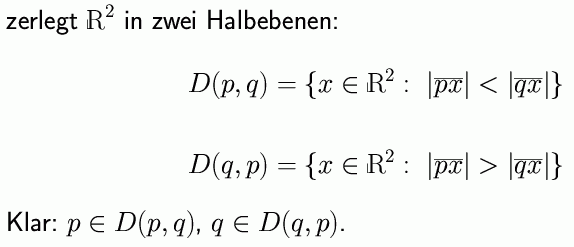 zerlegt ℝ² in zwei Halbebenen:
D(p, q) = {x ∈ ℝ² : |p̅x̅| < |q̅x̅|}
D(q, p) = {x ∈ ℝ² : |p̅x̅| > |q̅x̅|}
Klar: p ∈ D(p, q), q ∈ D(q, p).